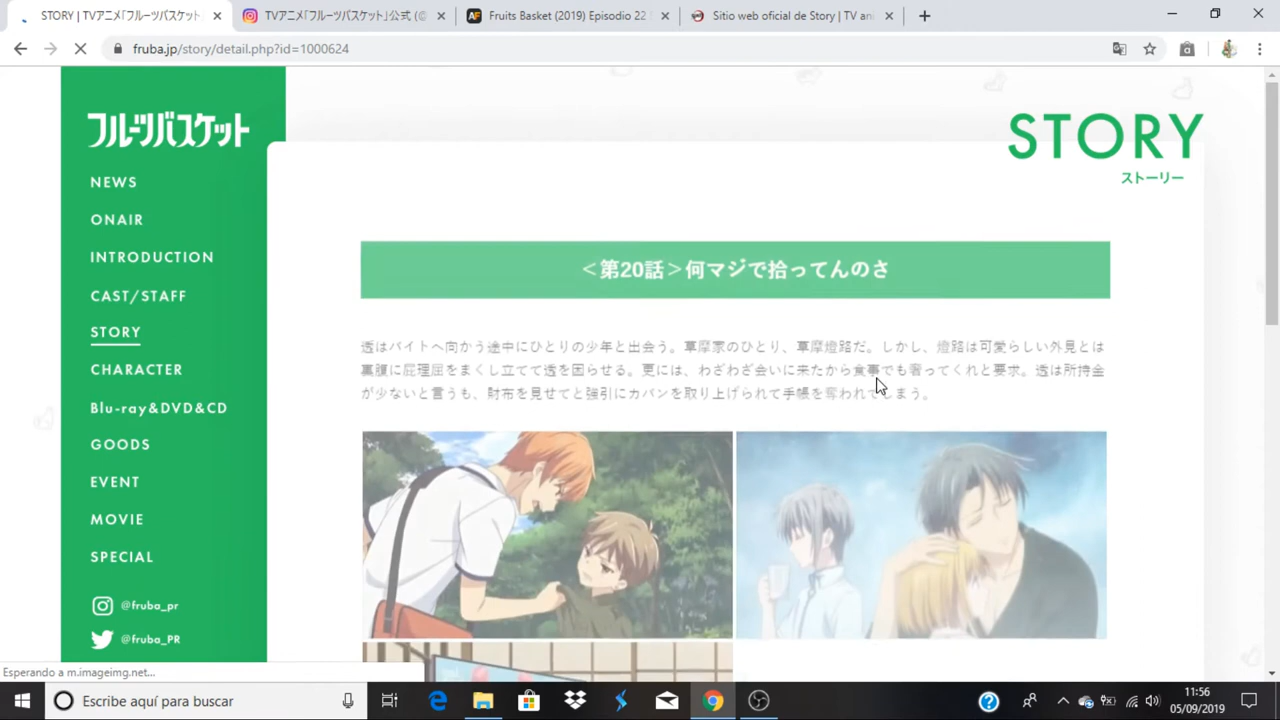 STORY | TVアニメ「フルーツバスケット」
TVアニメ「フルーツバスケット」公式 (@
Fruits Basket (2019) Episodio 22
Sitio web oficial de Story | TV ani
fruba.jp/story/detail.php?id=1000624
フルーツバスケット
NEWS
ONAIR
INTRODUCTION
CAST/STAFF
STORY
CHARACTER
Blu-ray&DVD&CD
GOODS
EVENT
MOVIE
SPECIAL
@fruba_pr
@fruba_PR
STORY
ストーリー
＜第20話＞何マジで拾ってんのさ
透はバイトへ向かう途中にひとりの少年と出会う。草摩家のひとり、草摩燈路だ。しかし、燈路は可愛らしい外見とは
裏腹に屁理屈をまくし立てて透を困らせる。更には、わざわざ会いに来たから食事でも奢ってくれと要求。透は所持金
が少ないと言うも、財布を見せてと強引にカバンを取り上げられて手帳を奪われてしまう。
Esperando a m.imageimg.net...
Escribe aquí para buscar
11:56
05/09/2019